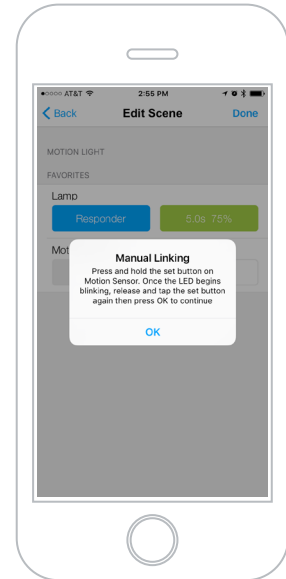 AT&T 2:55 PM
Back Edit Scene Done
MOTION LIGHT
FAVORITES
Lamp
Responder 5.0s 75%
Mot
Manual Linking
Press and hold the set button on
Motion Sensor. Once the LED begins
blinking, release and tap the set button
again then press OK to continue
OK